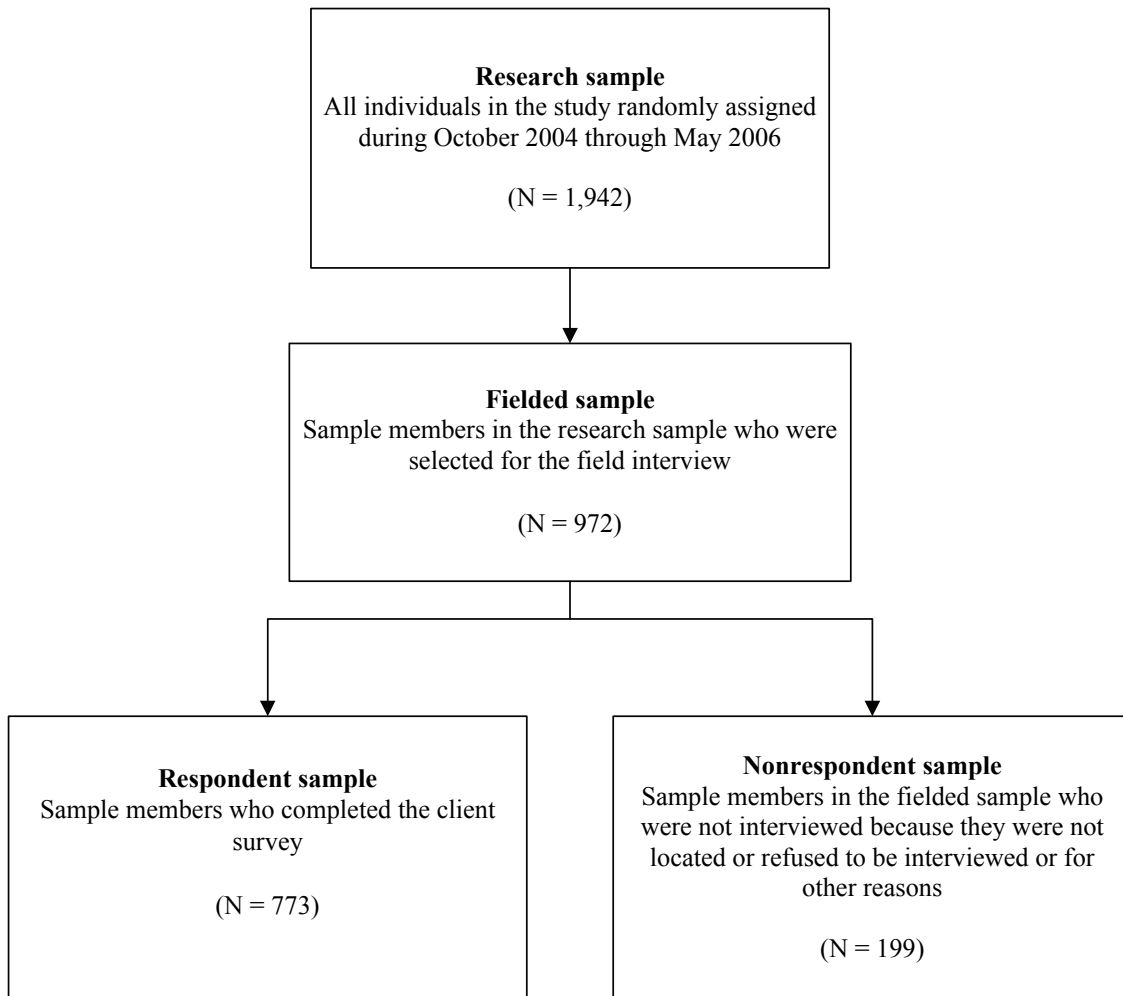 Research sample
All individuals in the study randomly assigned
during October 2004 through May 2006
(N = 1,942)
Fielded sample
Sample members in the research sample who were
selected for the field interview
(N = 972)
Respondent sample
Sample members who completed the client
survey
(N = 773)
Nonrespondent sample
Sample members in the fielded sample who
were not interviewed because they were not
located or refused to be interviewed or for
other reasons
(N = 199)